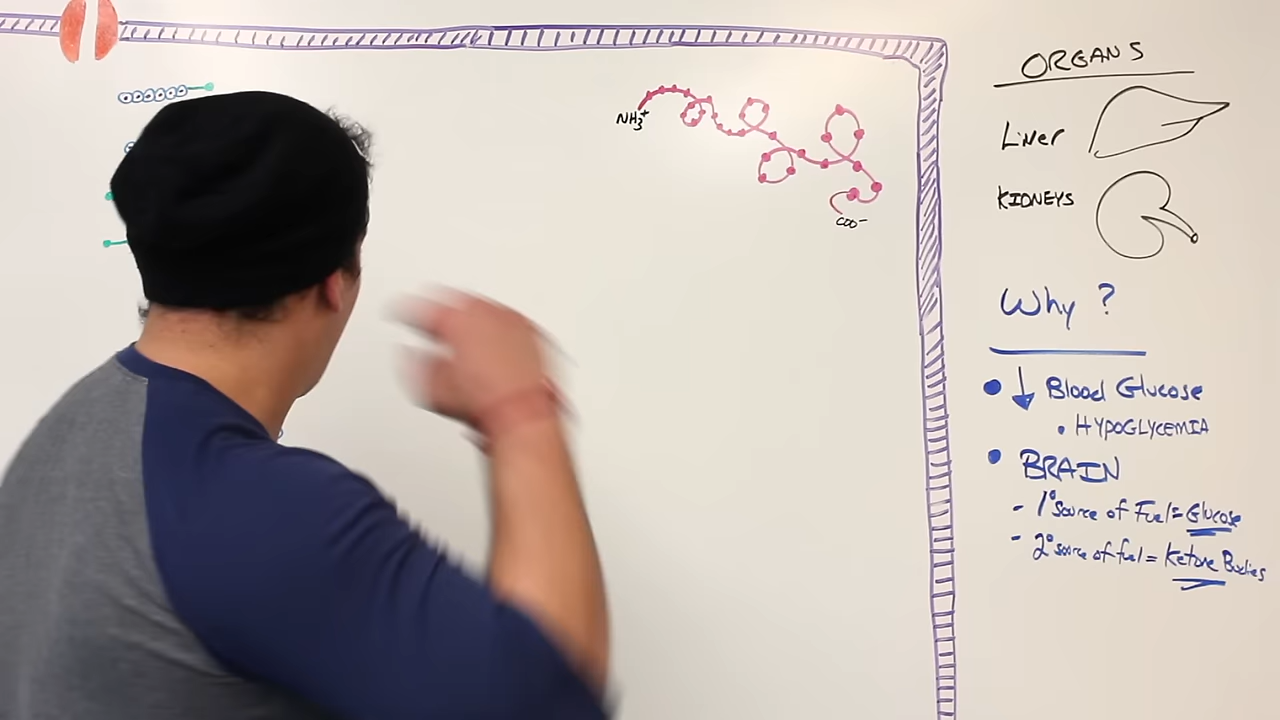 NH3+
COO-
ORGANS
Liver
KIDNEYS
Why ?
• ↓ Blood Glucose
• HYPOGLYCEMIA
• BRAIN
- 1° Source of Fuel = Glucose
- 2° source of fuel = Ketone Bodies